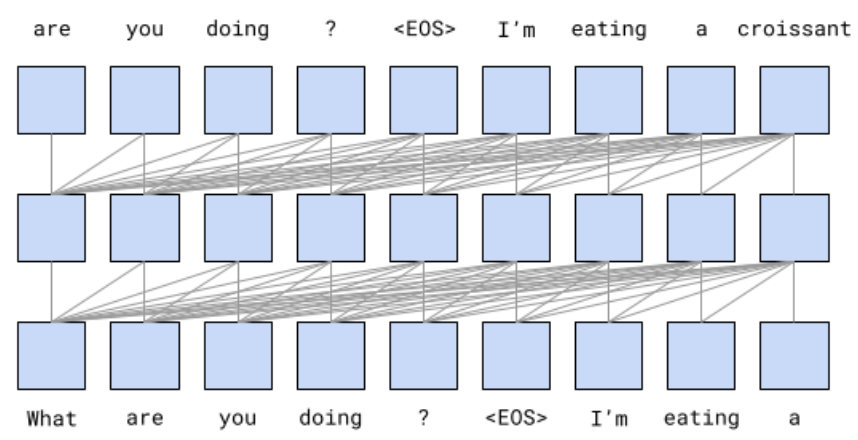 are you doing ? <EOS> I'm eating a croissant
What are you doing ? <EOS> I'm eating a